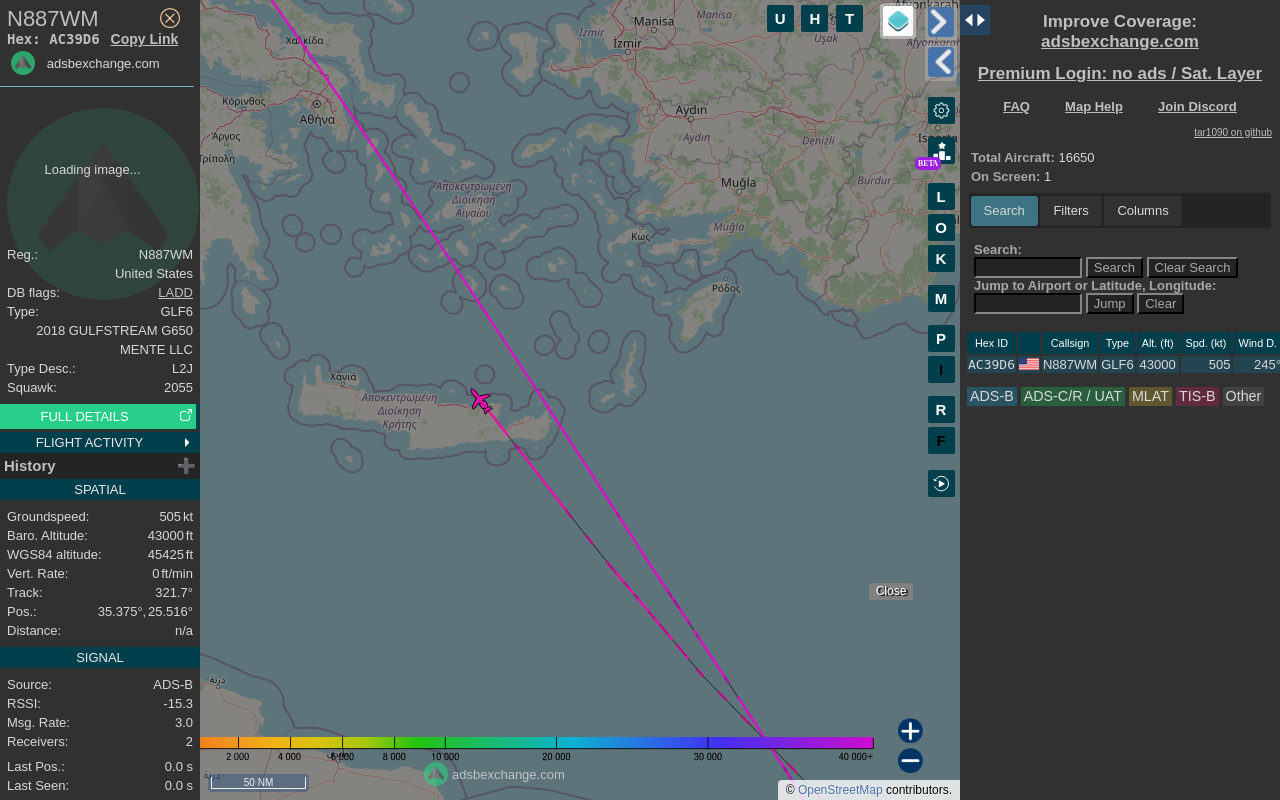 N887WM
Hex: AC39D6 Copy Link
adsbexchange.com
Loading image...
Reg.: N887WM
United States
DB flags: LADD
Type: GLF6
2018 GULFSTREAM G650
MENTE LLC
Type Desc.: L2J
Squawk: 2055
FULL DETAILS
FLIGHT ACTIVITY
History
SPATIAL
Groundspeed: 505 kt
Baro. Altitude: 43000 ft
WGS84 altitude: 45425 ft
Vert. Rate: 0 ft/min
Track: 321.7°
Pos.: 35.375°, 25.516°
Distance: n/a
SIGNAL
Source: ADS-B
RSSI: -15.3
Msg. Rate: 3.0
Receivers: 2
Last Pos.: 0.0 s
Last Seen: 0.0 s
Χαλκίδα
Κόρινθος
Αθήνα
Άργος
Τρίπολη
Αποκεντρωμένη
Διοίκηση
Αιγαίου
Χανιά
Αποκεντρωμένη
Διοίκηση
Κρήτης
Manisa
Manisa
İzmir
İzmir
Uşak
Afyonkarahisar
Aydın
Aydın
Denizli
Muğla
Muğla
Burdur
Κως
Ρόδος
درنة
U H T
BETA
L
O
K
M
P
I
R
F
Close
2 000 4 000 6 000 8 000 10 000 20 000 30 000 40 000+
50 NM
adsbexchange.com
© OpenStreetMap contributors.
Improve Coverage:
adsbexchange.com
Premium Login: no ads / Sat. Layer
FAQ Map Help Join Discord
tar1090 on github
Total Aircraft: 16650
On Screen: 1
Search Filters Columns
Search:
Search Clear Search
Jump to Airport or Latitude, Longitude:
Jump Clear
Hex ID Callsign Type Alt. (ft) Spd. (kt) Wind D.
AC39D6 N887WM GLF6 43000 505 245°
ADS-B ADS-C/R / UAT MLAT TIS-B Other